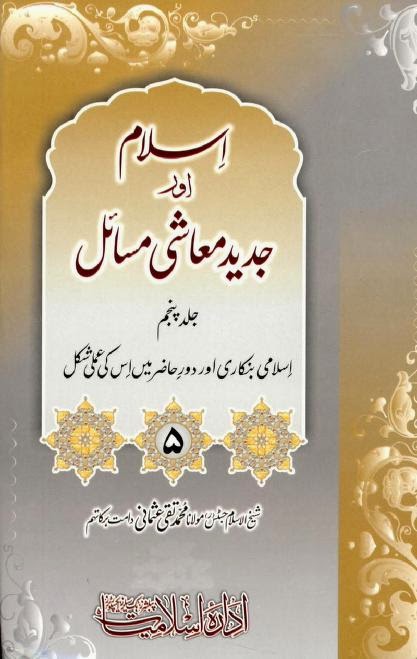 اسلام
اور
جدید معاشی مسائل
جلد پنجم
اسلامی بنکاری اور دورِ حاضر میں اس کی عملی شکل
۵
شیخ الاسلام جسٹس مولانا محمد تقی عثمانی دامت برکاتہم
ادارہ اسلامیات